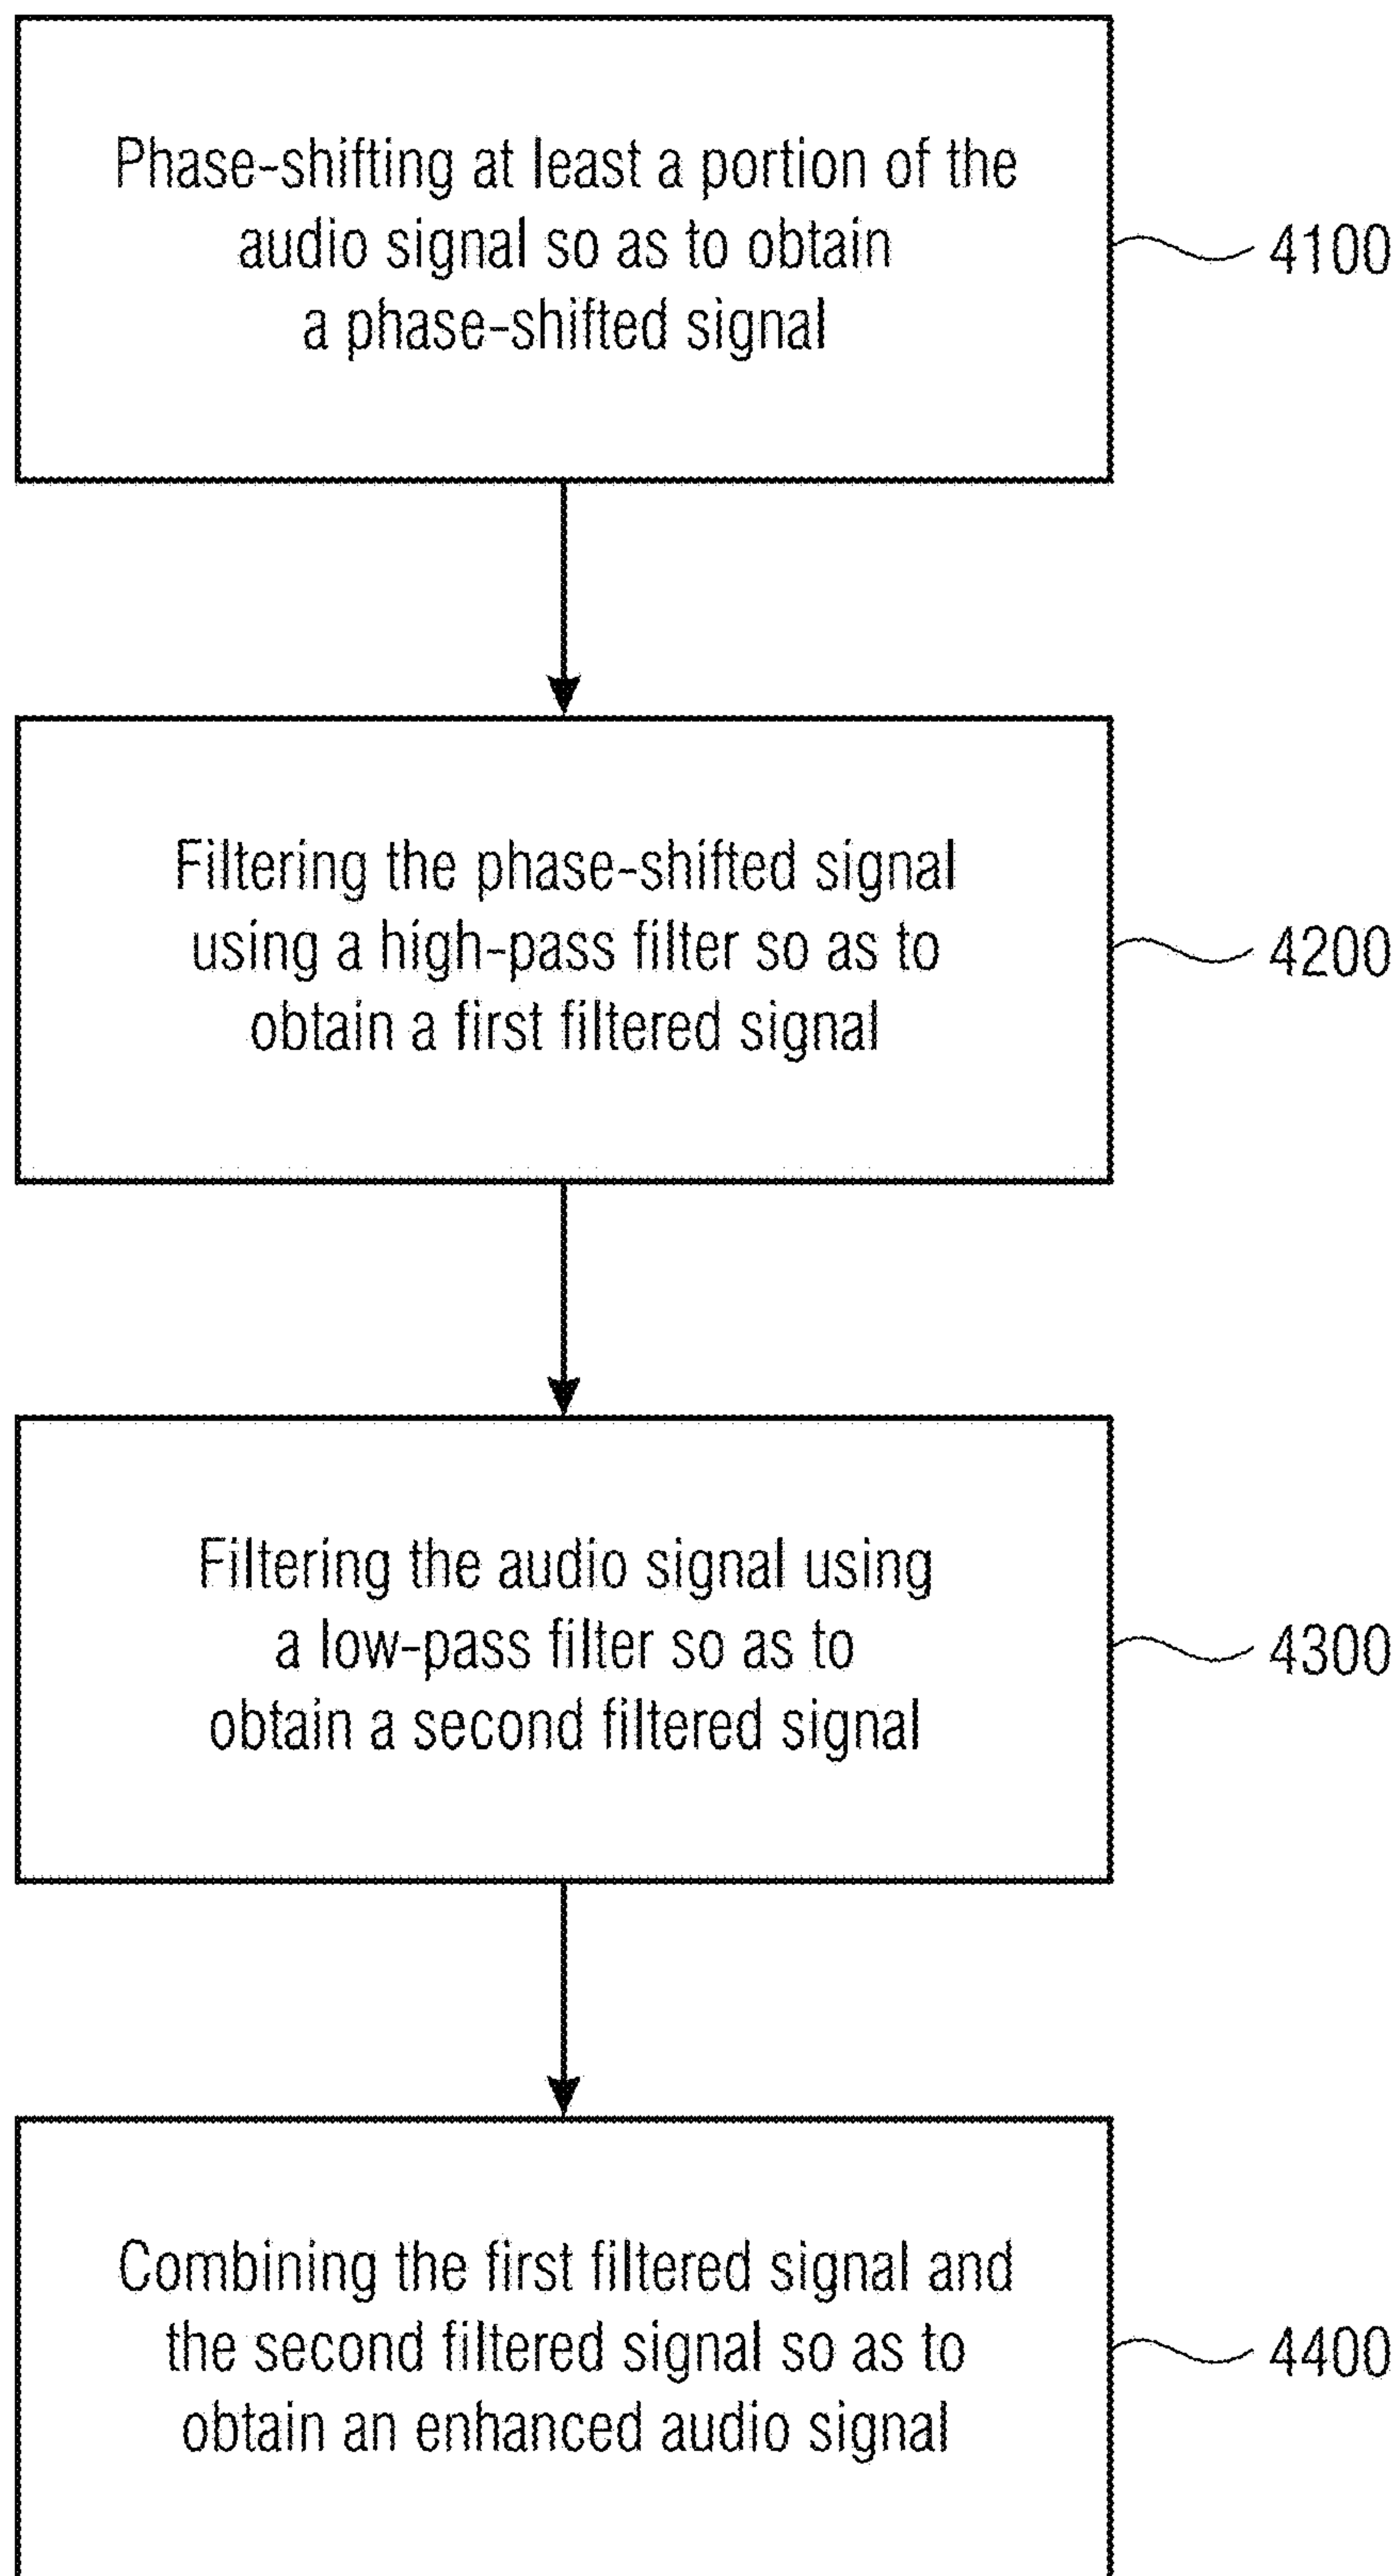 Phase-shifting at least a portion of the
audio signal so as to obtain
a phase-shifted signal
4100
Filtering the phase-shifted signal
using a high-pass filter so as to
obtain a first filtered signal
4200
Filtering the audio signal using
a low-pass filter so as to
obtain a second filtered signal
4300
Combining the first filtered signal and
the second filtered signal so as to
obtain an enhanced audio signal
4400